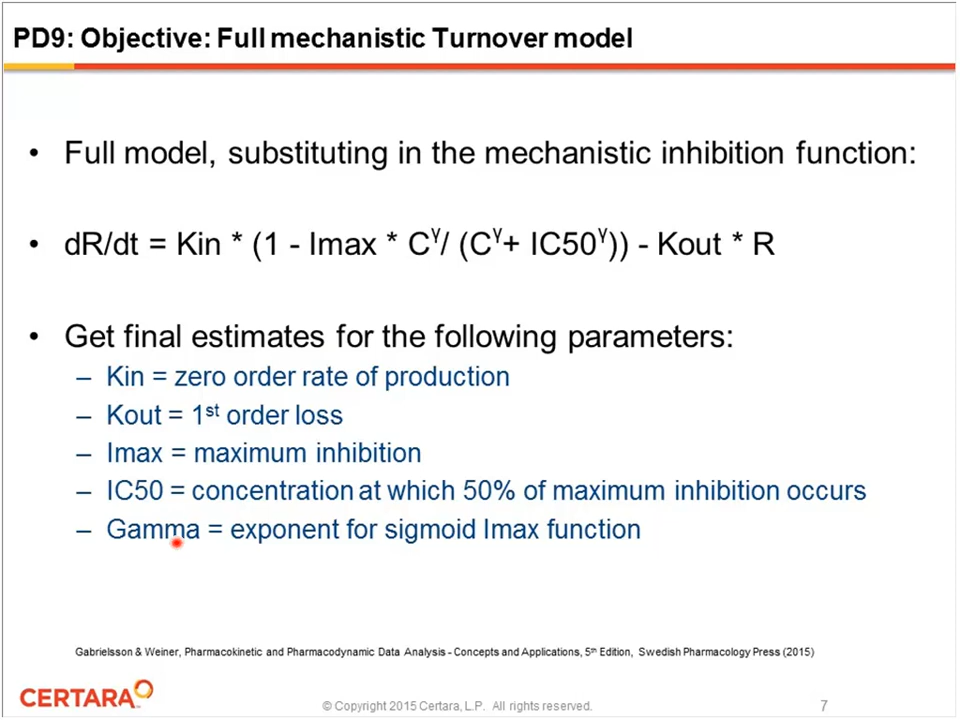 PD9: Objective: Full mechanistic Turnover model
• Full model, substituting in the mechanistic inhibition function:
• dR/dt = Kin * (1 - Imax * Cᵞ/ (Cᵞ+ IC50ᵞ)) - Kout * R
• Get final estimates for the following parameters:
– Kin = zero order rate of production
– Kout = 1ˢᵗ order loss
– Imax = maximum inhibition
– IC50 = concentration at which 50% of maximum inhibition occurs
– Gamma = exponent for sigmoid Imax function
Gabrielsson & Weiner, Pharmacokinetic and Pharmacodynamic Data Analysis - Concepts and Applications, 5ᵗʰ Edition, Swedish Pharmacology Press (2015)
CERTARA™
© Copyright 2015 Certara, L.P. All rights reserved.
7